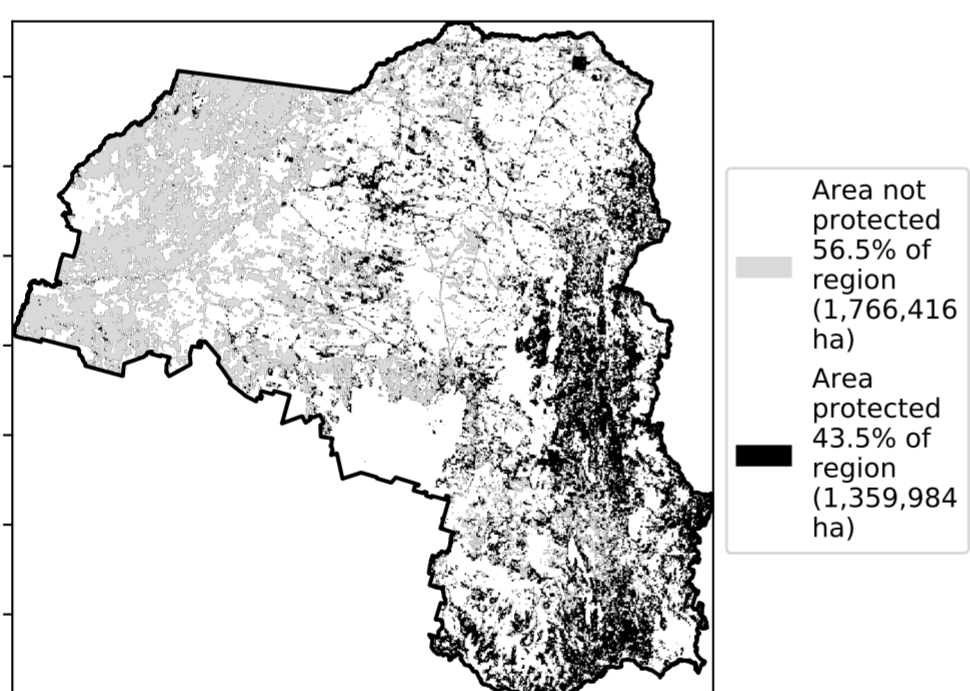 Area not
protected
56.5% of
region
(1,766,416
ha)
Area
protected
43.5% of
region
(1,359,984
ha)